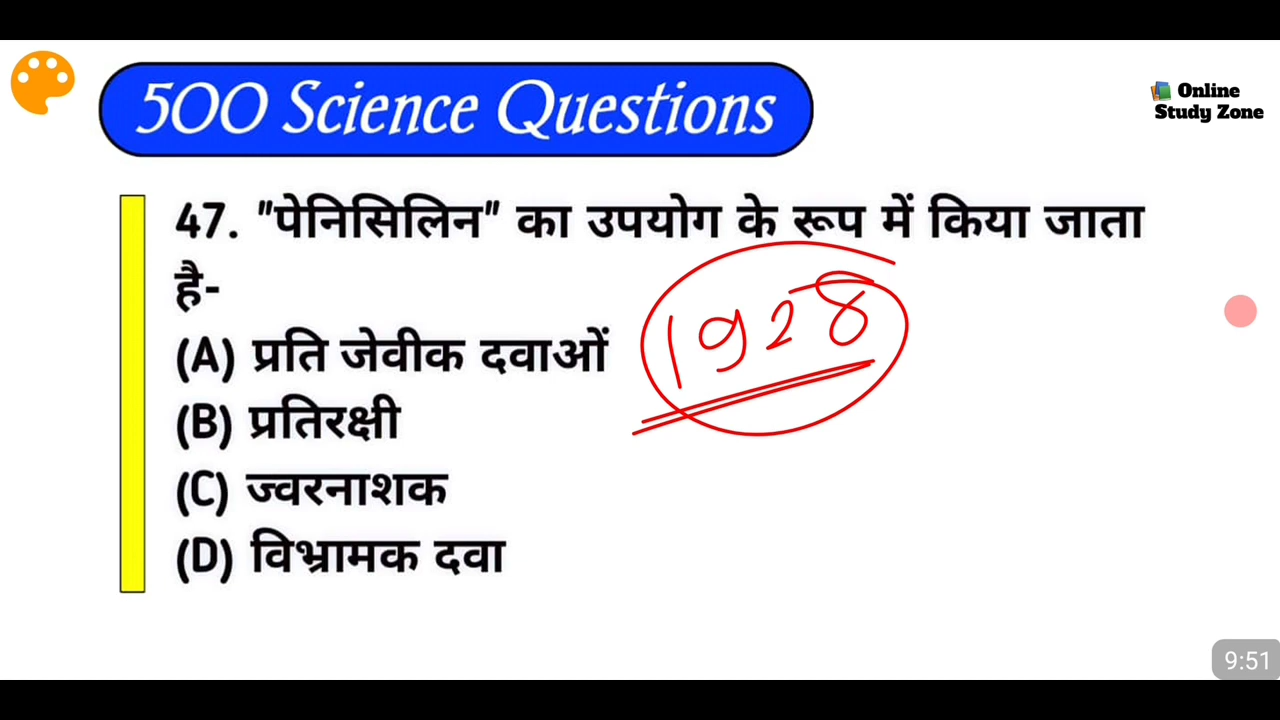 500 Science Questions
Online
Study Zone
47. "पेनिसिलिन" का उपयोग के रूप में किया जाता
है-
(A) प्रति जेवीक दवाओं
1928
(B) प्रतिरक्षी
(C) ज्वरनाशक
(D) विभ्रामक दवा
9:51